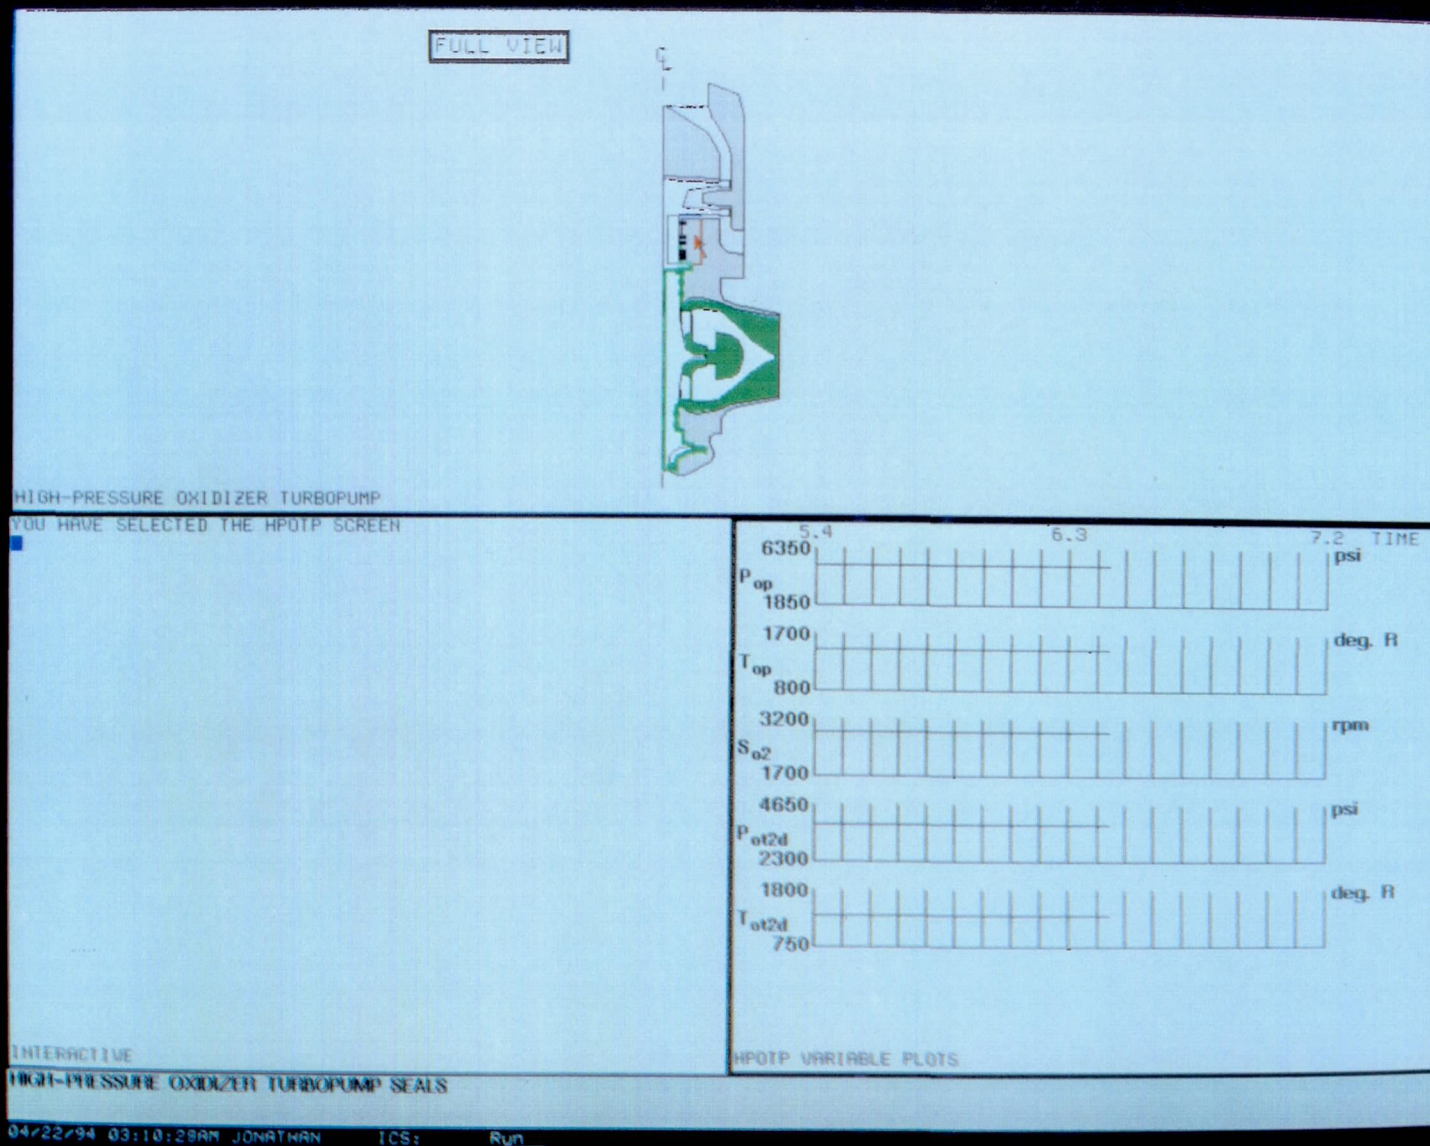 FULL VIEW
HIGH-PRESSURE OXIDIZER TURBOPUMP
YOU HAVE SELECTED THE HPOTP SCREEN
5.4 6.3 7.2 TIME
6350 psi
Pop
1850
1700 deg. R
Top
800
3200 rpm
So2
1700
4650 psi
Pot2d
2300
1800 deg. R
Tot2d
750
INTERACTIVE
HPOTP VARIABLE PLOTS
HIGH-PRESSURE OXIDIZER TURBOPUMP SEALS
04/22/94 03:10:29AM JONATHAN ICS: Run